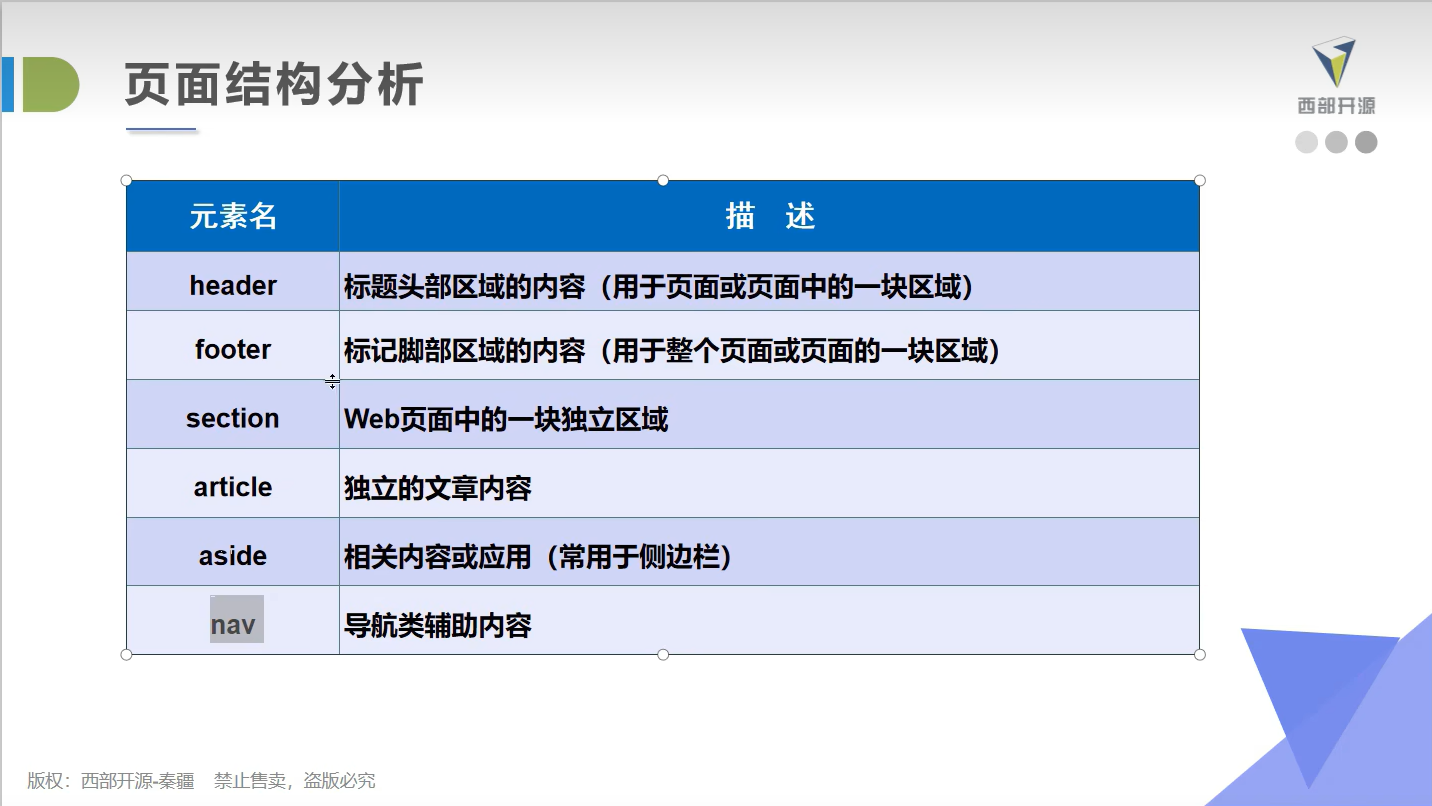 页面结构分析
西部开源
元素名 描 述
header 标题头部区域的内容（用于页面或页面中的一块区域）
footer 标记脚部区域的内容（用于整个页面或页面的一块区域）
section Web页面中的一块独立区域
article 独立的文章内容
aside 相关内容或应用（常用于侧边栏）
nav 导航类辅助内容
版权：西部开源-秦疆 禁止售卖，盗版必究